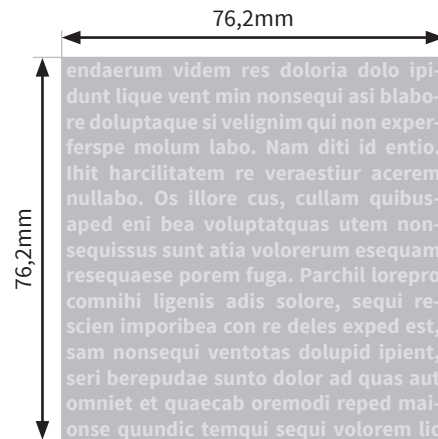 76,2mm
76,2mm
endaerum videm res doloria dolo ipi-
dunt lique vent min nonsequi asi blabo-
re doluptaque si velignim qui non exper-
ferspe molum labo. Nam diti id entio.
Ihit harcilitatem re veraestiur acerem
nullabo. Os illore cus, cullam quibus-
aped eni bea voluptatquas utem non-
sequissus sunt atia volorerum esequam
resequaese porem fuga. Parchil lorepro
comnihi ligenis adis solore, sequi re-
scien imporibea con re deles exped est,
sam nonsequi ventotas dolupid ipient,
seri berepudae sunto dolor ad quas aut
omniet et quaecab oremodi reped mai-
onse quundic temqui sequi volorem lic